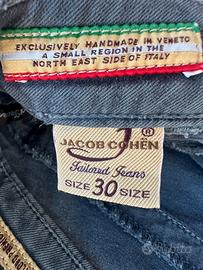 EXCLUSIVELY HANDMADE IN VENETO
A SMALL REGION IN THE
NORTH EAST SIDE OF ITALY
J ®
JACOB COHËN
Tailored Jeans
SIZE 30 SIZE
subito